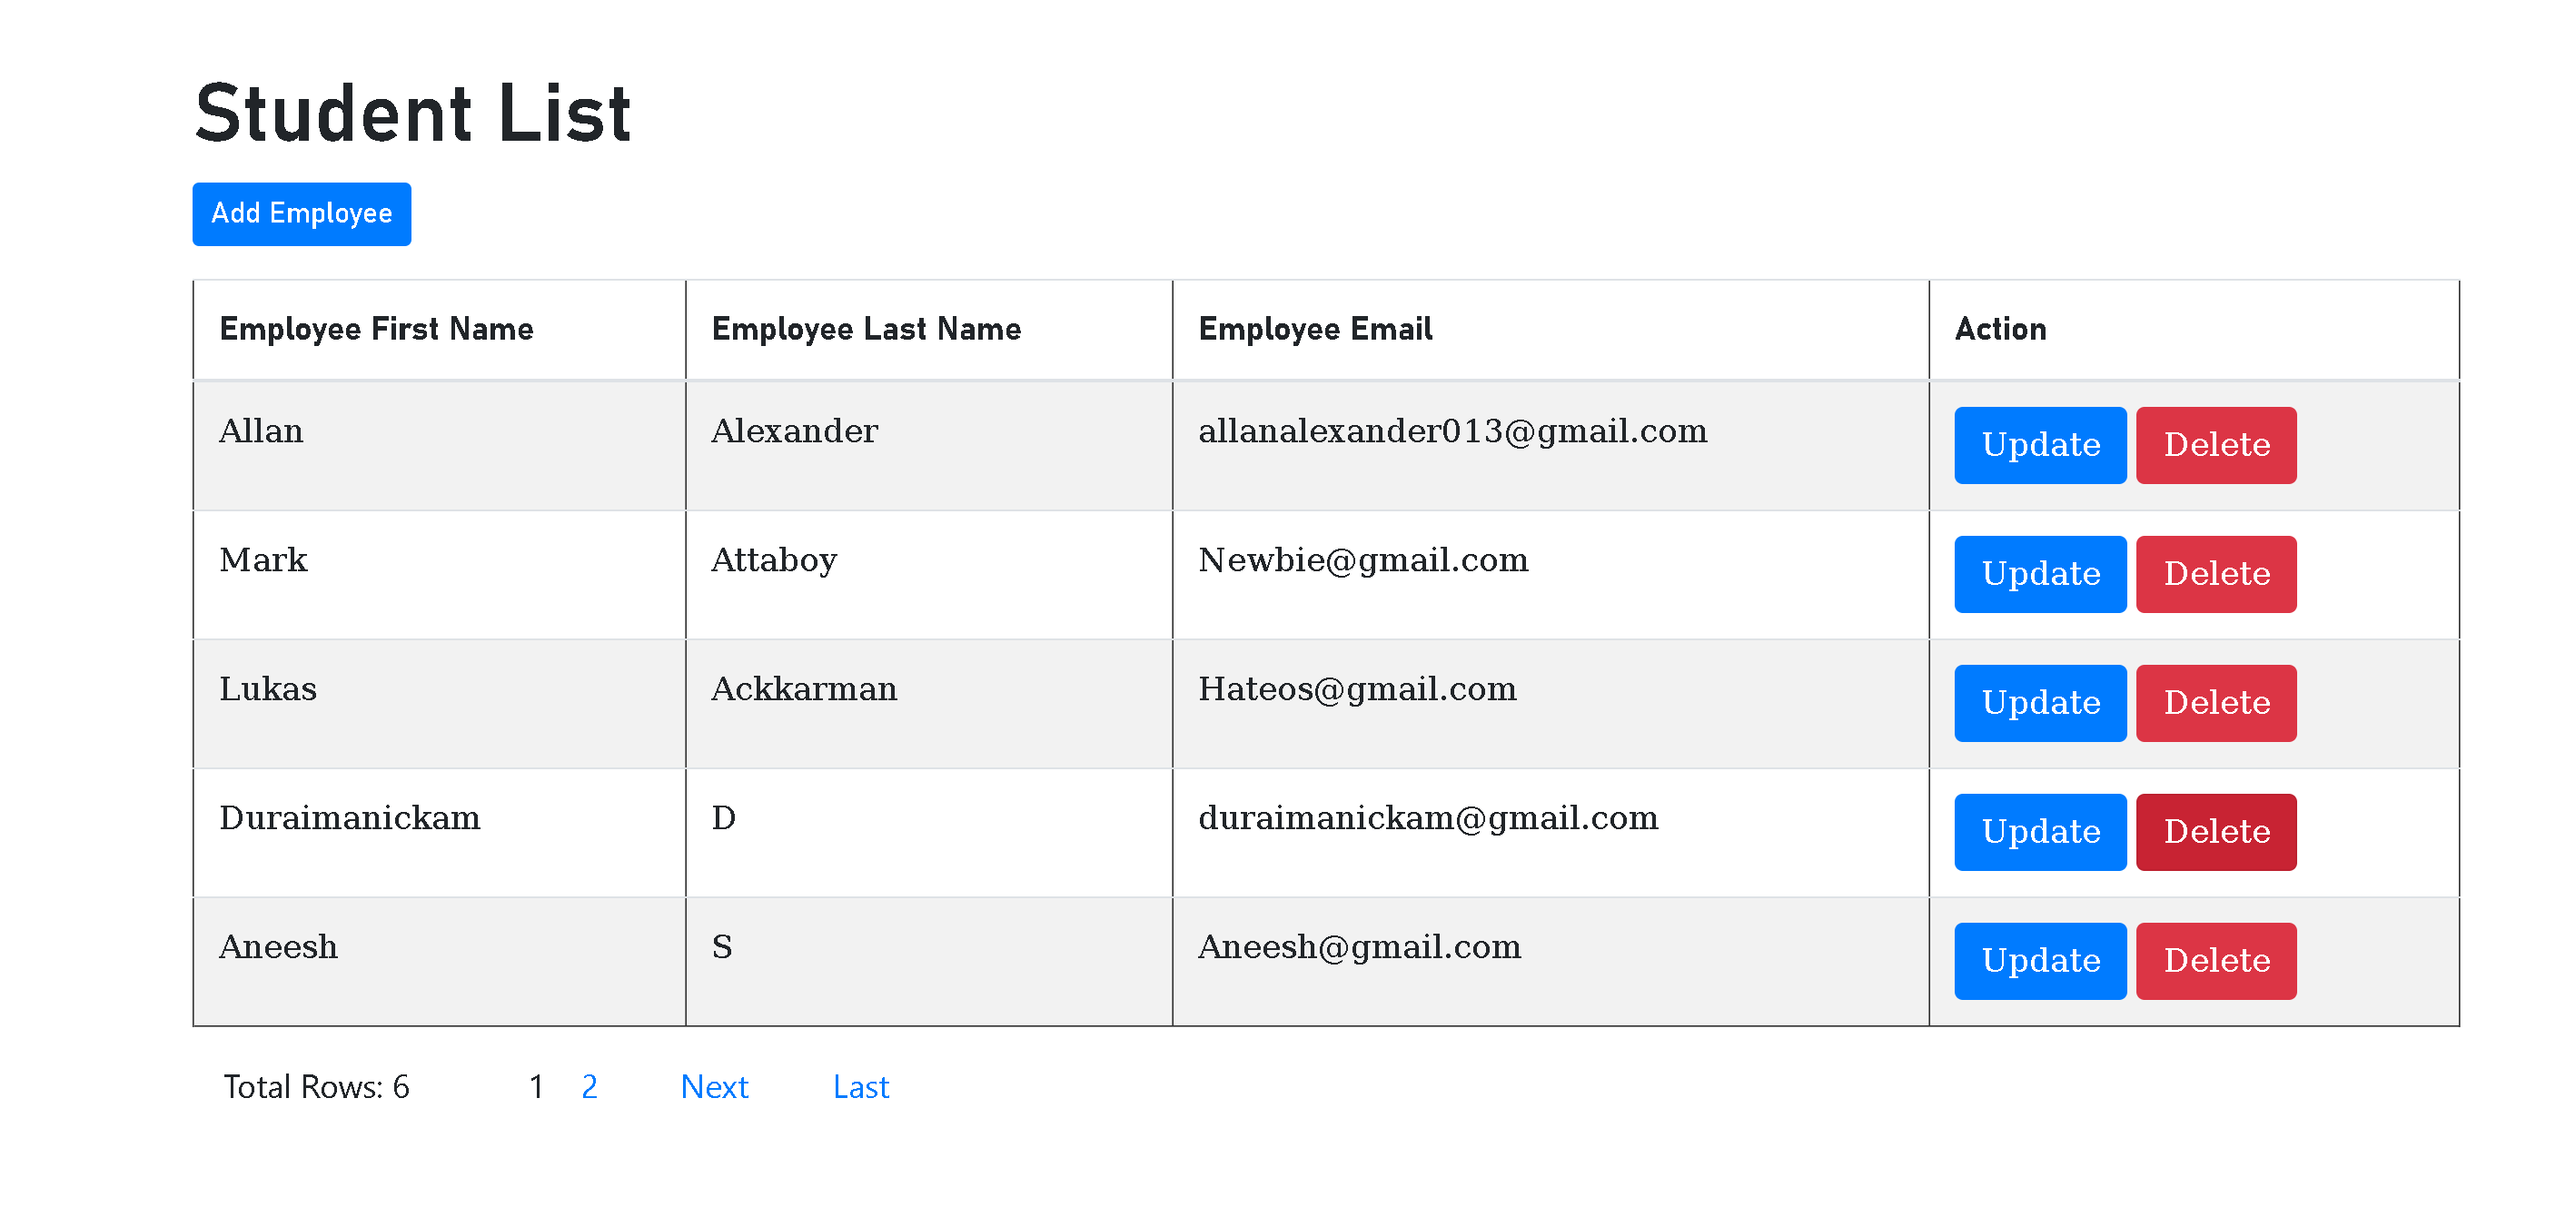 Student List
Add Employee
Employee First Name Employee Last Name Employee Email Action
Allan Alexander allanalexander013@gmail.com Update Delete
Mark Attaboy Newbie@gmail.com Update Delete
Lukas Ackkarman Hateos@gmail.com Update Delete
Duraimanickam D duraimanickam@gmail.com Update Delete
Aneesh S Aneesh@gmail.com Update Delete
Total Rows: 6 1 2 Next Last